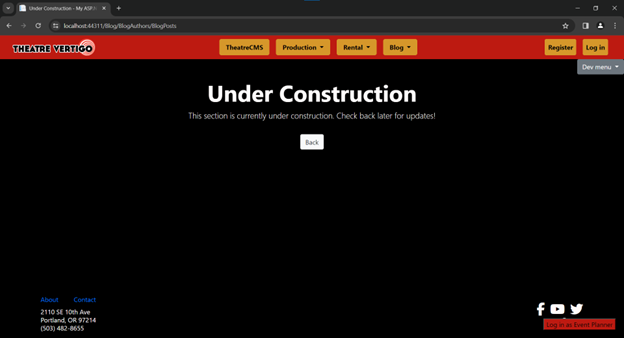 Under Construction - My ASP.N
localhost:44311/Blog/BlogAuthors/BlogPosts
THEATRE VERTIGO
TheatreCMS
Production
Rental
Blog
Register
Log in
Dev menu
Under Construction
This section is currently under construction. Check back later for updates!
Back
About
Contact
2110 SE 10th Ave
Portland, OR 97214
(503) 482-8655
Log in as Event Planner